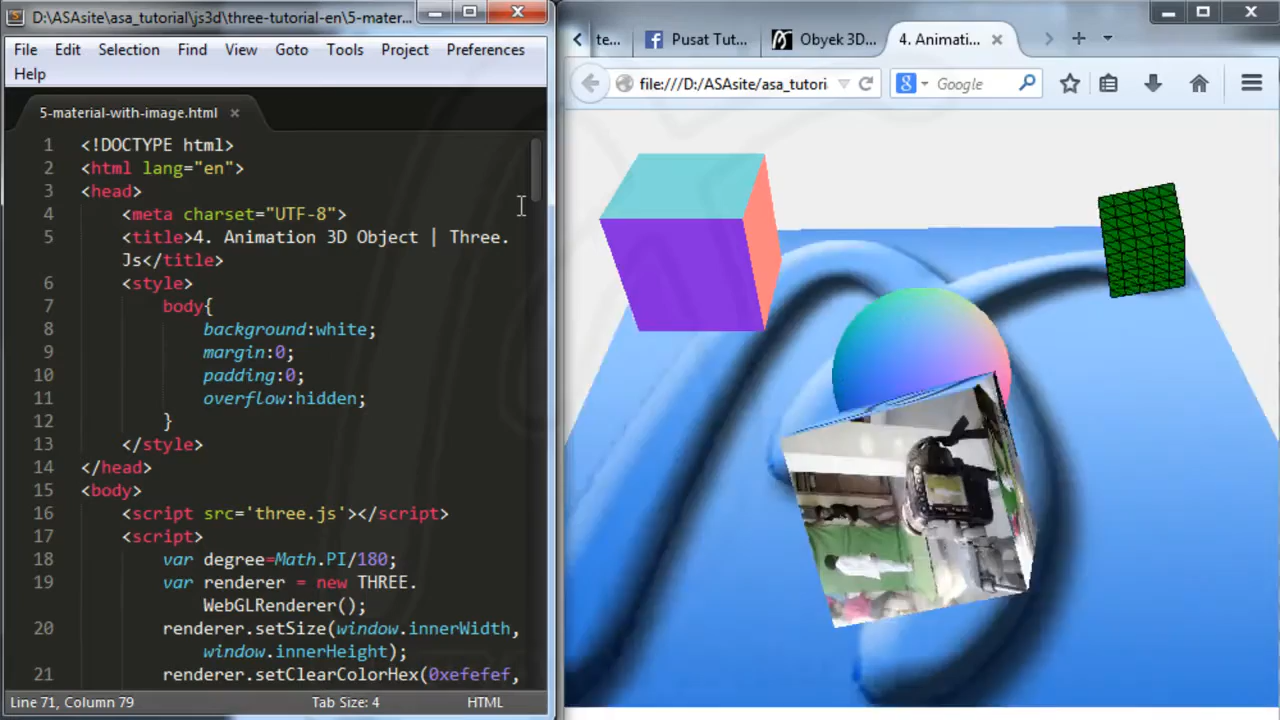 D:\ASAsite\asa_tutorial\js3d\three-tutorial-en\5-mater...
File Edit Selection Find View Goto Tools Project Preferences
Help
5-material-with-image.html
1 <!DOCTYPE html>
2 <html lang="en">
3 <head>
4 <meta charset="UTF-8">
5 <title>4. Animation 3D Object | Three.
Js</title>
6 <style>
7 body{
8 background:white;
9 margin:0;
10 padding:0;
11 overflow:hidden;
12 }
13 </style>
14 </head>
15 <body>
16 <script src='three.js'></script>
17 <script>
18 var degree=Math.PI/180;
19 var renderer = new THREE.
WebGLRenderer();
20 renderer.setSize(window.innerWidth,
window.innerHeight);
21 renderer.setClearColorHex(0xefefef,
Line 71, Column 79 Tab Size: 4 HTML
te... Pusat Tut... Obyek 3D... 4. Animati...
file:///D:/ASAsite/asa_tutori Google